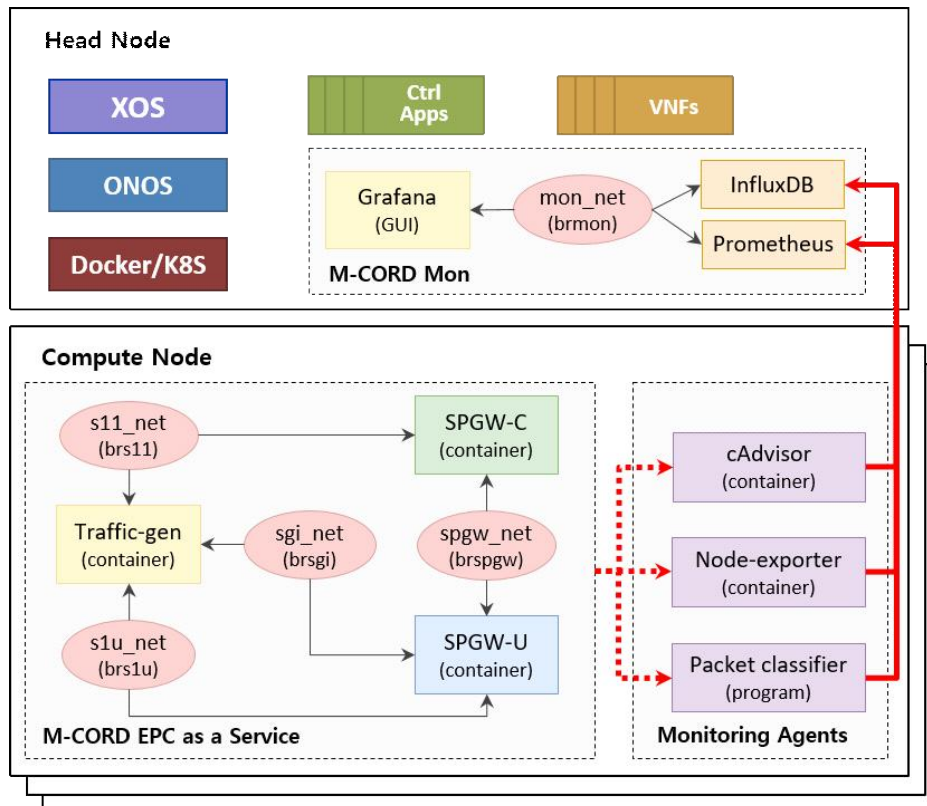 Head Node
XOS
Ctrl
Apps
VNFs
ONOS
Docker/K8S
Grafana
(GUI)
mon_net
(brmon)
InfluxDB
Prometheus
M-CORD Mon
Compute Node
s11_net
(brs11)
SPGW-C
(container)
Traffic-gen
(container)
sgi_net
(brsgi)
spgw_net
(brspgw)
s1u_net
(brs1u)
SPGW-U
(container)
M-CORD EPC as a Service
cAdvisor
(container)
Node-exporter
(container)
Packet classifier
(program)
Monitoring Agents